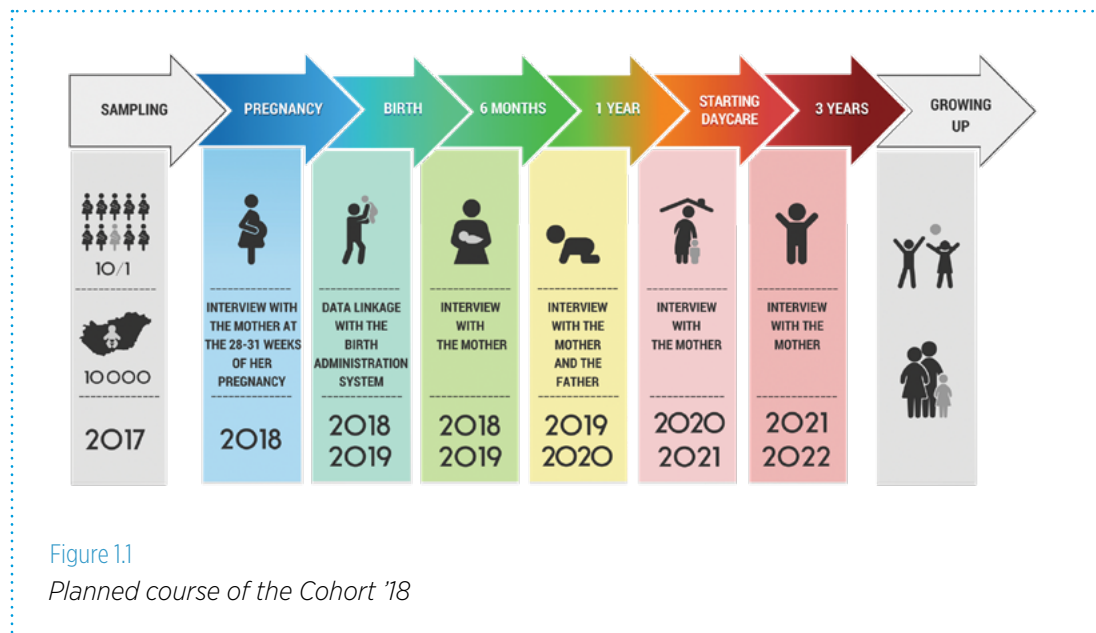 SAMPLING
PREGNANCY
BIRTH
6 MONTHS
1 YEAR
STARTING
DAYCARE
3 YEARS
GROWING
UP
10/1
10 000
2017
INTERVIEW WITH
THE MOTHER AT
THE 28-31 WEEKS
OF HER
PREGNANCY
2018
DATA LINKAGE
WITH THE
BIRTH
ADMINISTRATION
SYSTEM
2018
2019
INTERVIEW
WITH
THE MOTHER
2018
2019
INTERVIEW
WITH THE
MOTHER
AND THE
FATHER
2019
2020
INTERVIEW
WITH
THE MOTHER
2020
2021
INTERVIEW
WITH THE
MOTHER
2021
2022
Figure 1.1
Planned course of the Cohort ’18